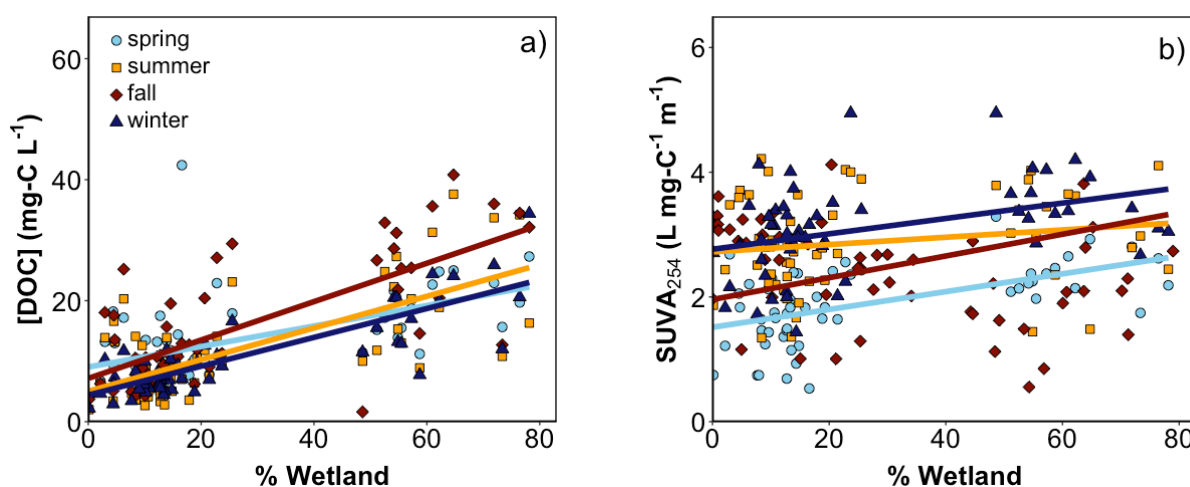 a)
spring
summer
fall
winter
[DOC] (mg-C L⁻¹)
60
40
20
0
0 20 40 60 80
% Wetland
b)
SUVA₂₅₄ (L mg-C⁻¹ m⁻¹)
6
4
2
0
0 20 40 60 80
% Wetland